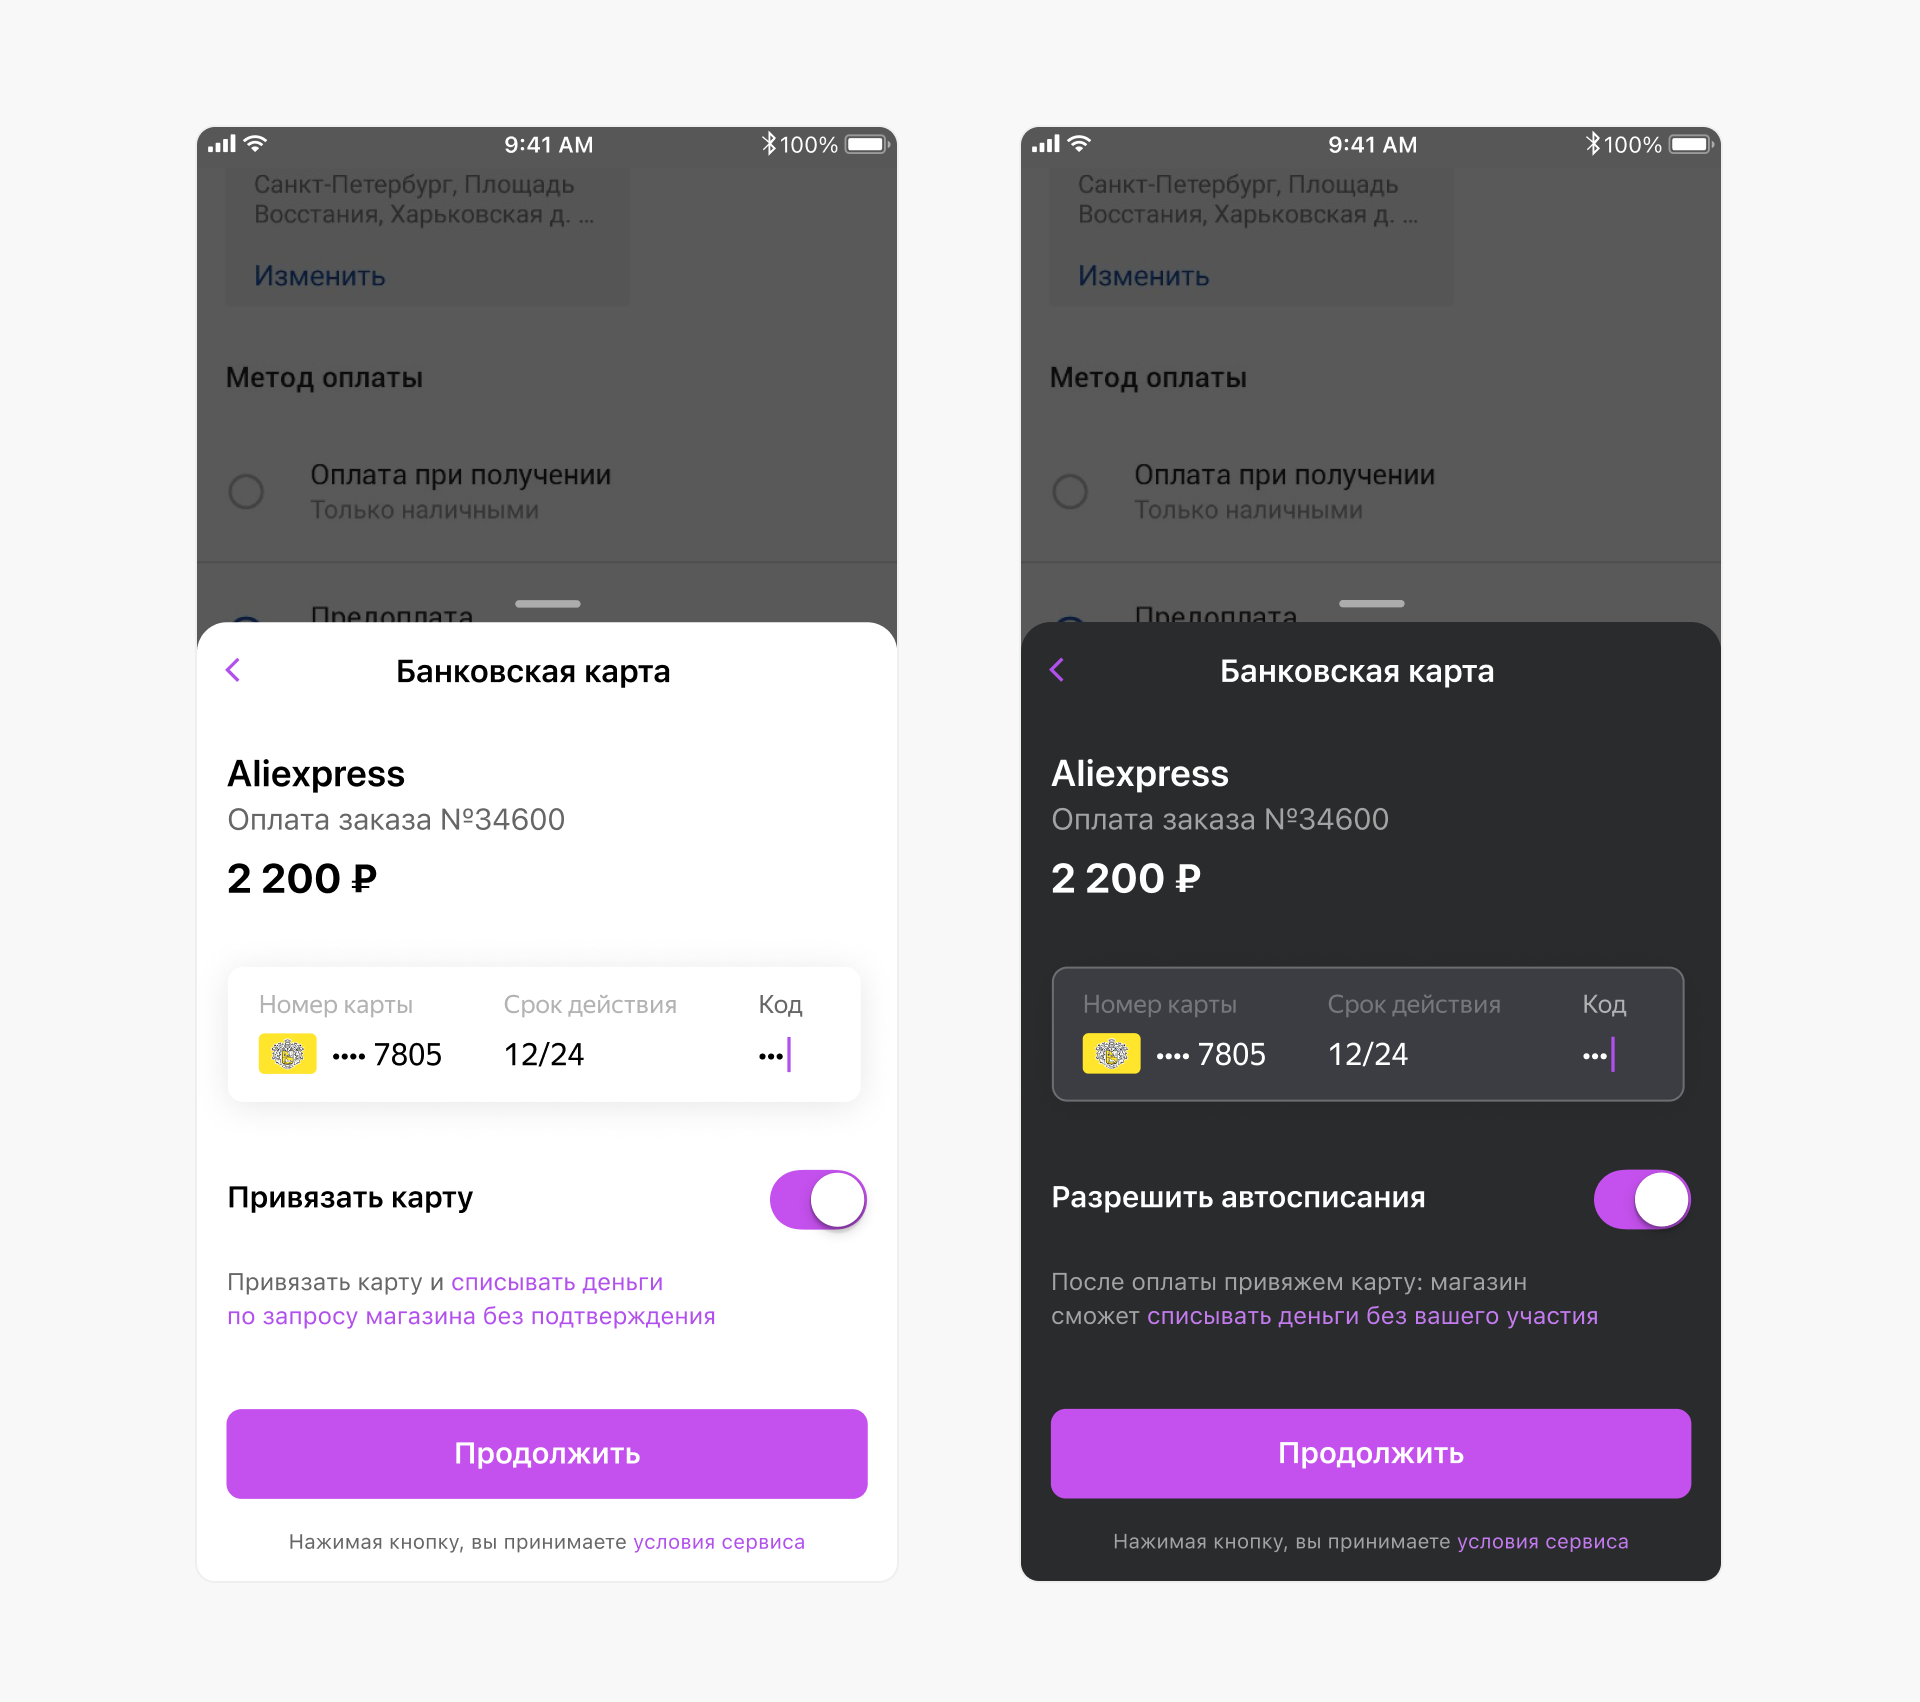 9:41 AM
100%
Санкт-Петербург, Площадь
Восстания, Харьковская д. ...
Изменить
Метод оплаты
Оплата при получении
Только наличными
Предоплата
Банковская карта
Aliexpress
Оплата заказа №34600
2 200 ₽
Номер карты Срок действия Код
•••• 7805 12/24 •••
Привязать карту
Привязать карту и списывать деньги
по запросу магазина без подтверждения
Продолжить
Нажимая кнопку, вы принимаете условия сервиса
9:41 AM
100%
Санкт-Петербург, Площадь
Восстания, Харьковская д. ...
Изменить
Метод оплаты
Оплата при получении
Только наличными
Предоплата
Банковская карта
Aliexpress
Оплата заказа №34600
2 200 ₽
Номер карты Срок действия Код
•••• 7805 12/24 •••
Разрешить автосписания
После оплаты привяжем карту: магазин
сможет списывать деньги без вашего участия
Продолжить
Нажимая кнопку, вы принимаете условия сервиса